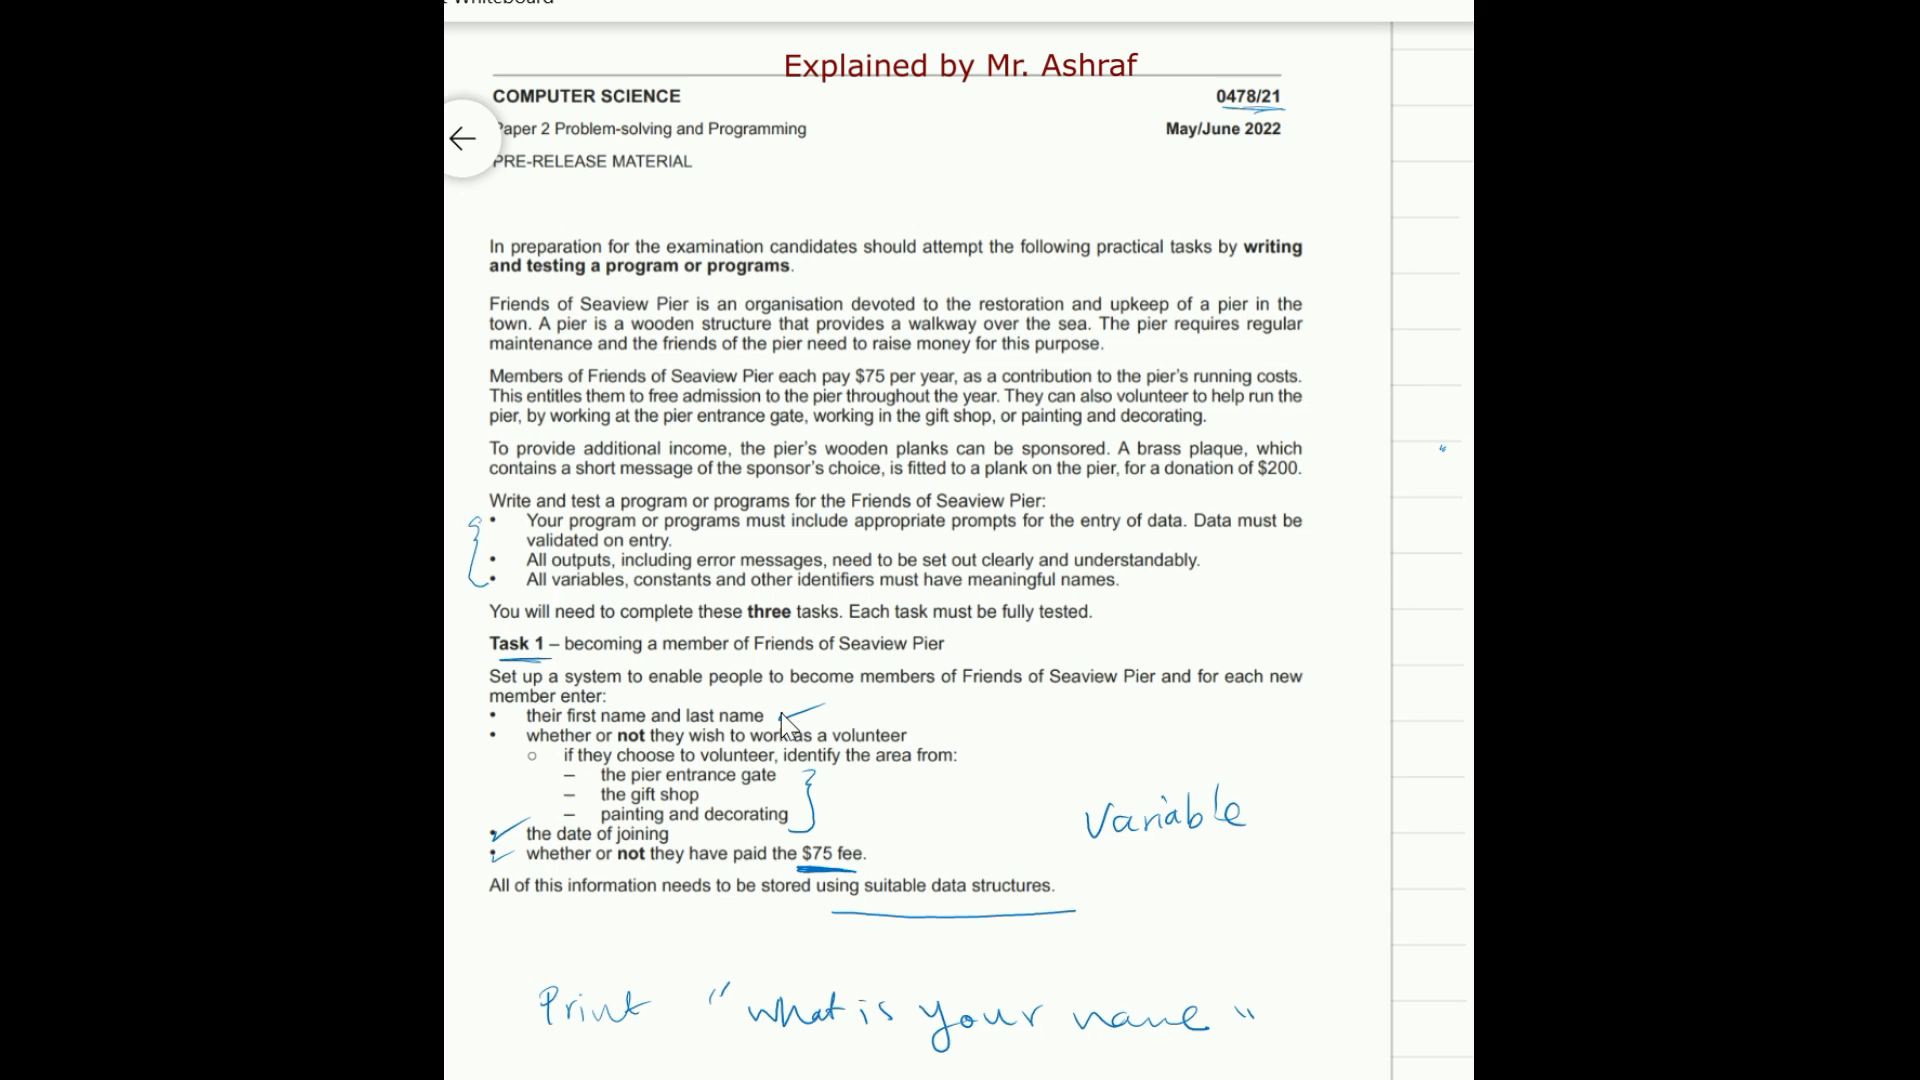 Whiteboard
Explained by Mr. Ashraf
COMPUTER SCIENCE 0478/21
Paper 2 Problem-solving and Programming May/June 2022
PRE-RELEASE MATERIAL
In preparation for the examination candidates should attempt the following practical tasks by writing
and testing a program or programs.
Friends of Seaview Pier is an organisation devoted to the restoration and upkeep of a pier in the
town. A pier is a wooden structure that provides a walkway over the sea. The pier requires regular
maintenance and the friends of the pier need to raise money for this purpose.
Members of Friends of Seaview Pier each pay $75 per year, as a contribution to the pier's running costs.
This entitles them to free admission to the pier throughout the year. They can also volunteer to help run the
pier, by working at the pier entrance gate, working in the gift shop, or painting and decorating.
To provide additional income, the pier's wooden planks can be sponsored. A brass plaque, which
contains a short message of the sponsor's choice, is fitted to a plank on the pier, for a donation of $200.
Write and test a program or programs for the Friends of Seaview Pier:
• Your program or programs must include appropriate prompts for the entry of data. Data must be
validated on entry.
• All outputs, including error messages, need to be set out clearly and understandably.
• All variables, constants and other identifiers must have meaningful names.
You will need to complete these three tasks. Each task must be fully tested.
Task 1 – becoming a member of Friends of Seaview Pier
Set up a system to enable people to become members of Friends of Seaview Pier and for each new
member enter:
• their first name and last name
• whether or not they wish to work as a volunteer
○ if they choose to volunteer, identify the area from:
– the pier entrance gate
– the gift shop
– painting and decorating
• the date of joining
• whether or not they have paid the $75 fee.
Variable
All of this information needs to be stored using suitable data structures.
Print "what is your name"